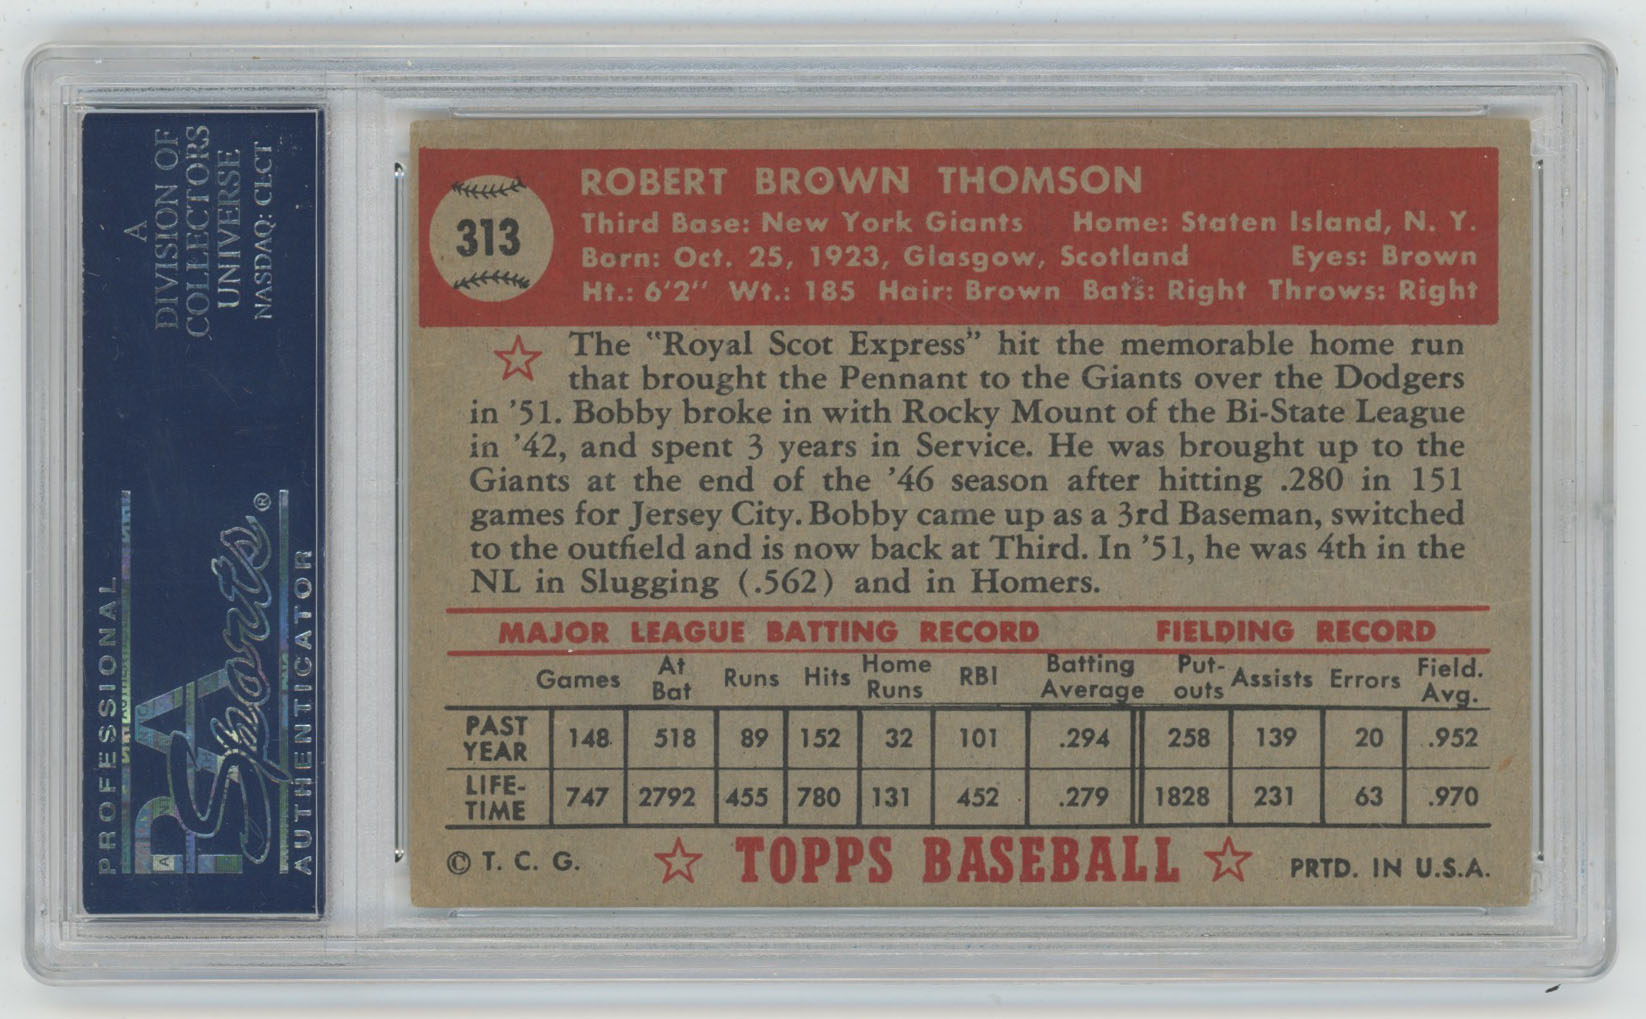 A
DIVISION OF
COLLECTORS
UNIVERSE
NASDAQ: CLCT
PROFESSIONAL
PSA
Sports®
AUTHENTICATOR
313
ROBERT BROWN THOMSON
Third Base: New York Giants Home: Staten Island, N. Y.
Born: Oct. 25, 1923, Glasgow, Scotland Eyes: Brown
Ht.: 6'2" Wt.: 185 Hair: Brown Bats: Right Throws: Right
The "Royal Scot Express" hit the memorable home run
that brought the Pennant to the Giants over the Dodgers
in '51. Bobby broke in with Rocky Mount of the Bi-State League
in '42, and spent 3 years in Service. He was brought up to the
Giants at the end of the '46 season after hitting .280 in 151
games for Jersey City. Bobby came up as a 3rd Baseman, switched
to the outfield and is now back at Third. In '51, he was 4th in the
NL in Slugging (.562) and in Homers.
MAJOR LEAGUE BATTING RECORD FIELDING RECORD
Games At Bat Runs Hits Home Runs RBI Batting Average Put-outs Assists Errors Field. Avg.
PAST YEAR 148 518 89 152 32 101 .294 258 139 20 .952
LIFE-TIME 747 2792 455 780 131 452 .279 1828 231 63 .970
© T. C. G. TOPPS BASEBALL PRTD. IN U.S.A.